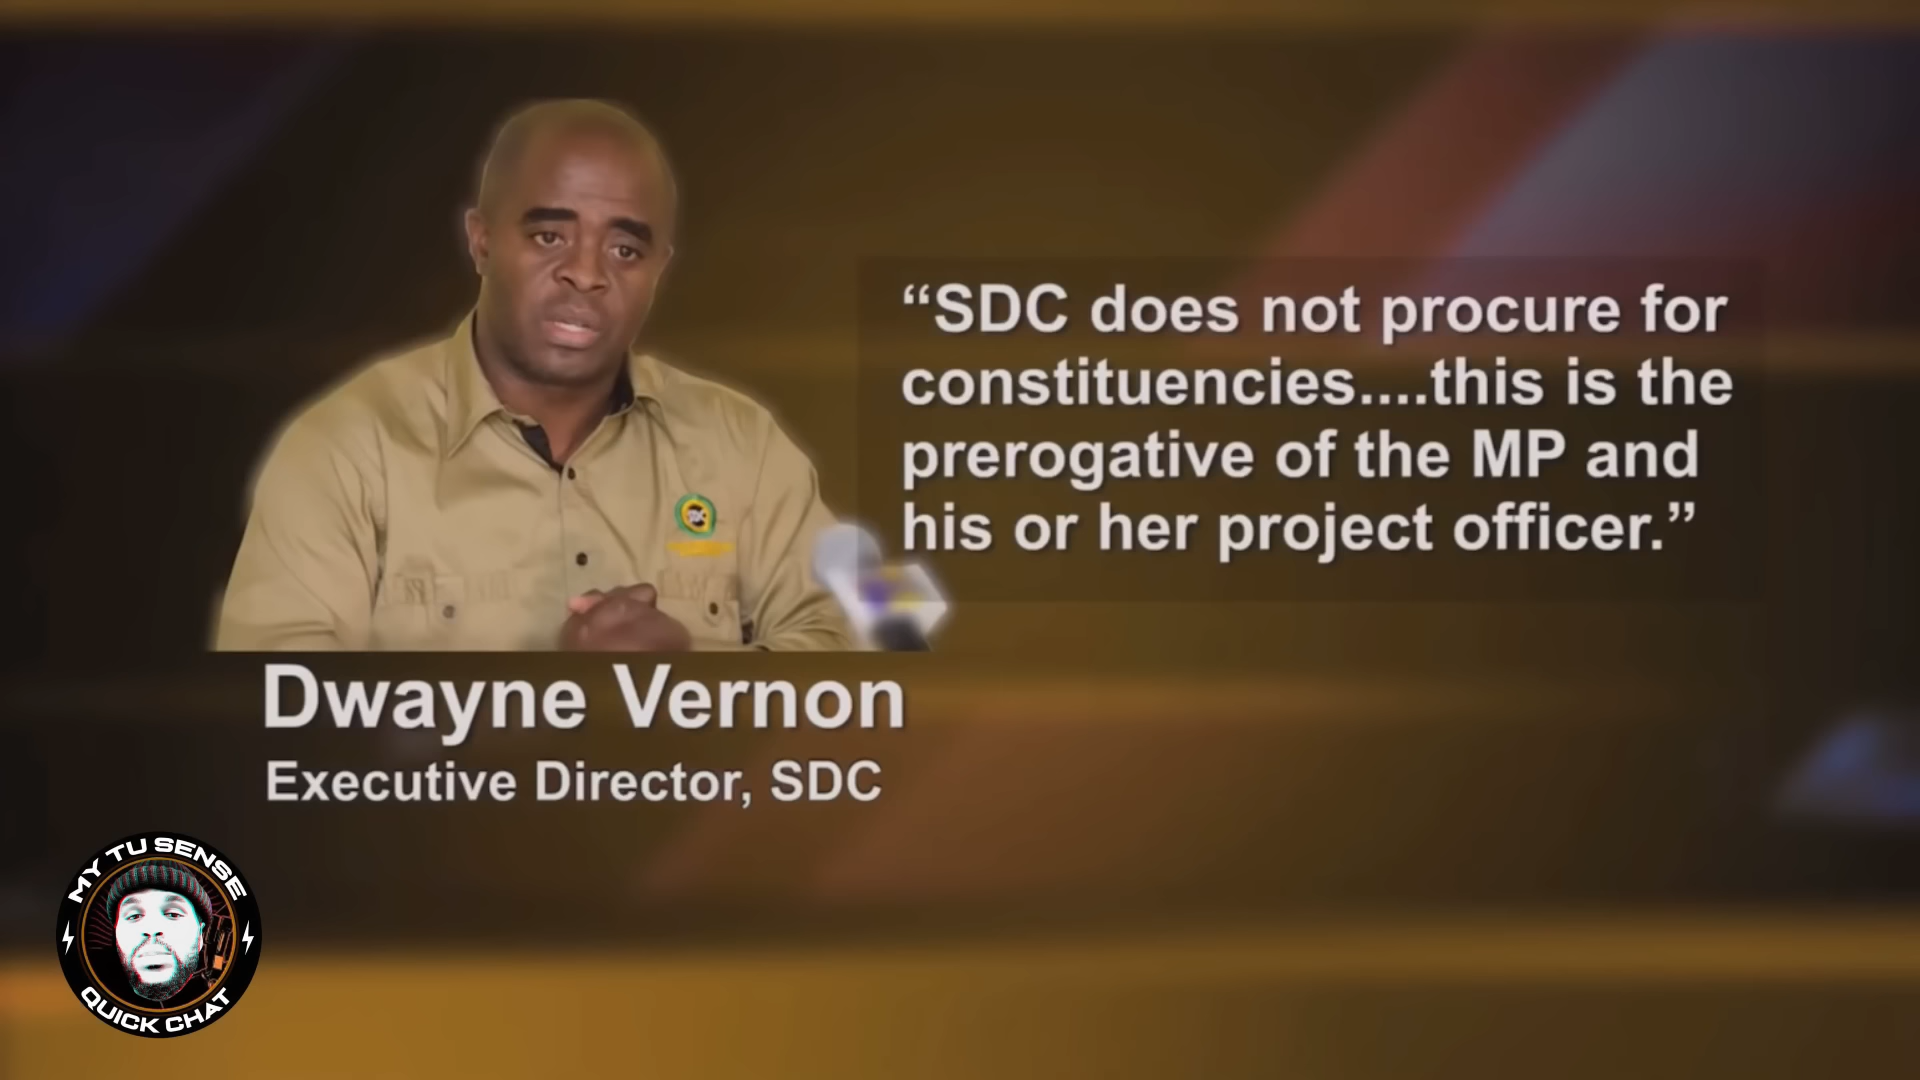 “SDC does not procure for
constituencies....this is the
prerogative of the MP and
his or her project officer.”
Dwayne Vernon
Executive Director, SDC
MY TU SENSE
QUICK CHAT